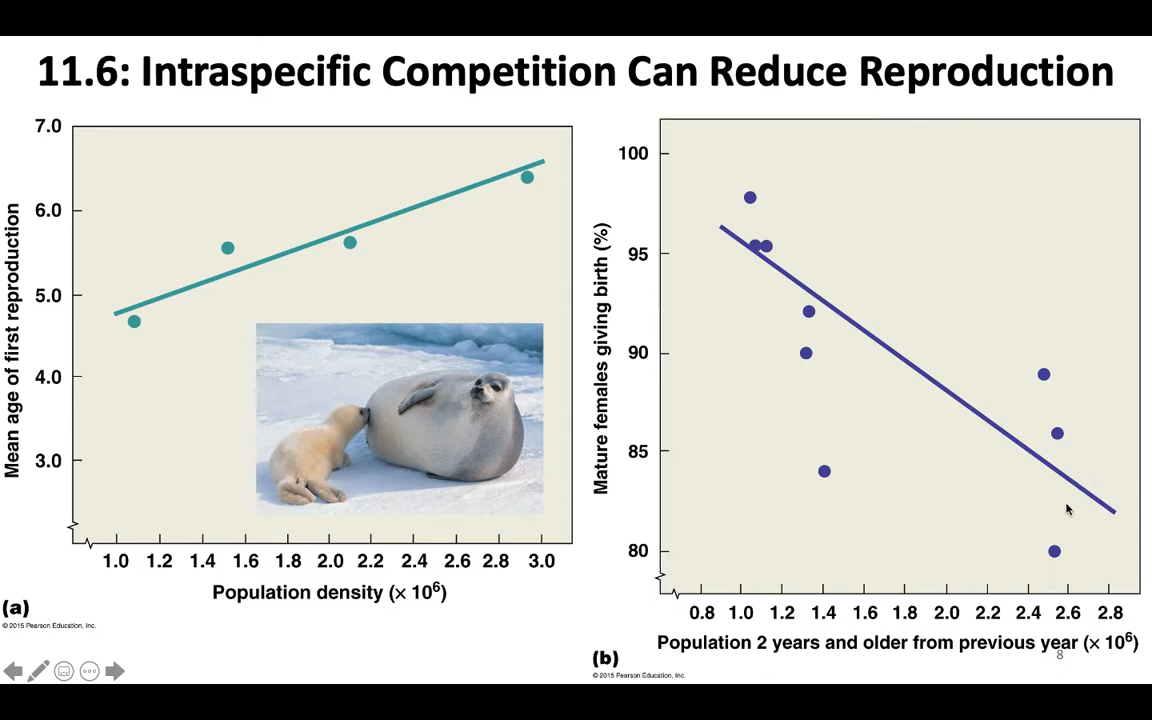 11.6: Intraspecific Competition Can Reduce Reproduction
7.0
6.0
5.0
4.0
3.0
Mean age of first reproduction
1.0 1.2 1.4 1.6 1.8 2.0 2.2 2.4 2.6 2.8 3.0
Population density (× 10⁶)
(a)
© 2015 Pearson Education, Inc.
100
95
90
85
80
Mature females giving birth (%)
0.8 1.0 1.2 1.4 1.6 1.8 2.0 2.2 2.4 2.6 2.8
Population 2 years and older from previous year (× 10⁶)
8
(b)
© 2015 Pearson Education, Inc.